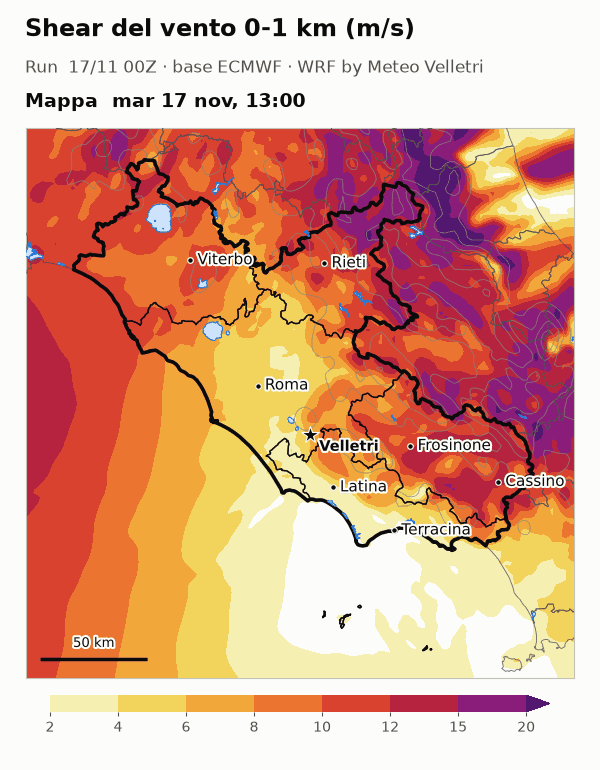 Shear del vento 0-1 km (m/s)
Run  17/11 00Z · base ECMWF · WRF by Meteo Velletri
Mappa  mar 17 nov, 13:00
Viterbo
Rieti
Roma
Velletri
Frosinone
Latina
Cassino
Terracina
50 km
2 4 6 8 10 12 15 20